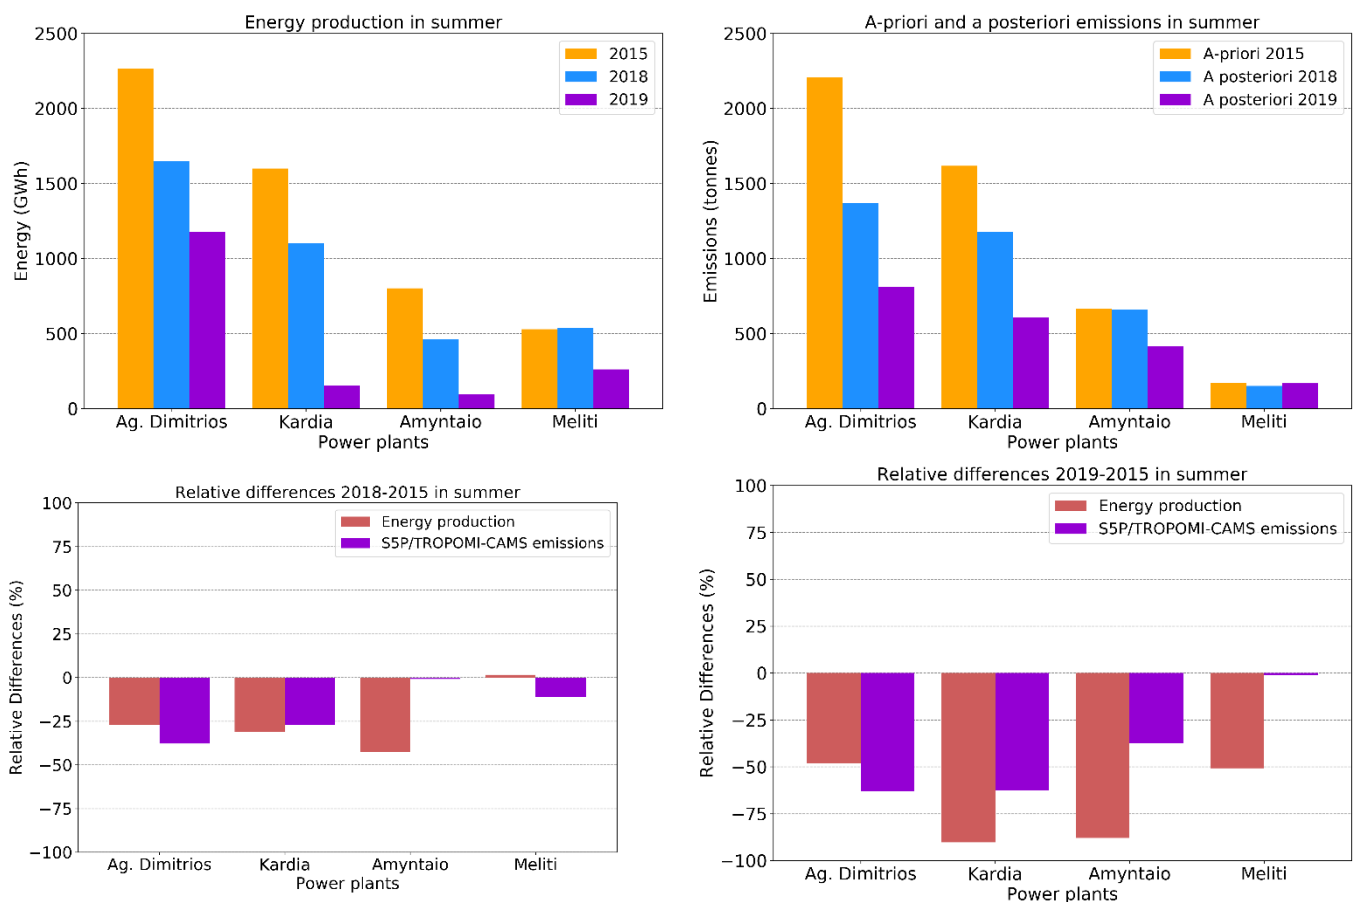 Energy production in summer
2500
2000
1500
1000
500
0
Energy (GWh)
2015
2018
2019
Ag. Dimitrios
Kardia
Amyntaio
Meliti
Power plants
A-priori and a posteriori emissions in summer
2500
2000
1500
1000
500
0
Emissions (tonnes)
A-priori 2015
A posteriori 2018
A posteriori 2019
Ag. Dimitrios
Kardia
Amyntaio
Meliti
Power plants
Relative differences 2018-2015 in summer
100
75
50
25
0
−25
−50
−75
−100
Relative Differences (%)
Energy production
S5P/TROPOMI-CAMS emissions
Ag. Dimitrios
Kardia
Amyntaio
Meliti
Power plants
Relative differences 2019-2015 in summer
100
75
50
25
0
−25
−50
−75
−100
Relative Differences (%)
Energy production
S5P/TROPOMI-CAMS emissions
Ag. Dimitrios
Kardia
Amyntaio
Meliti
Power plants